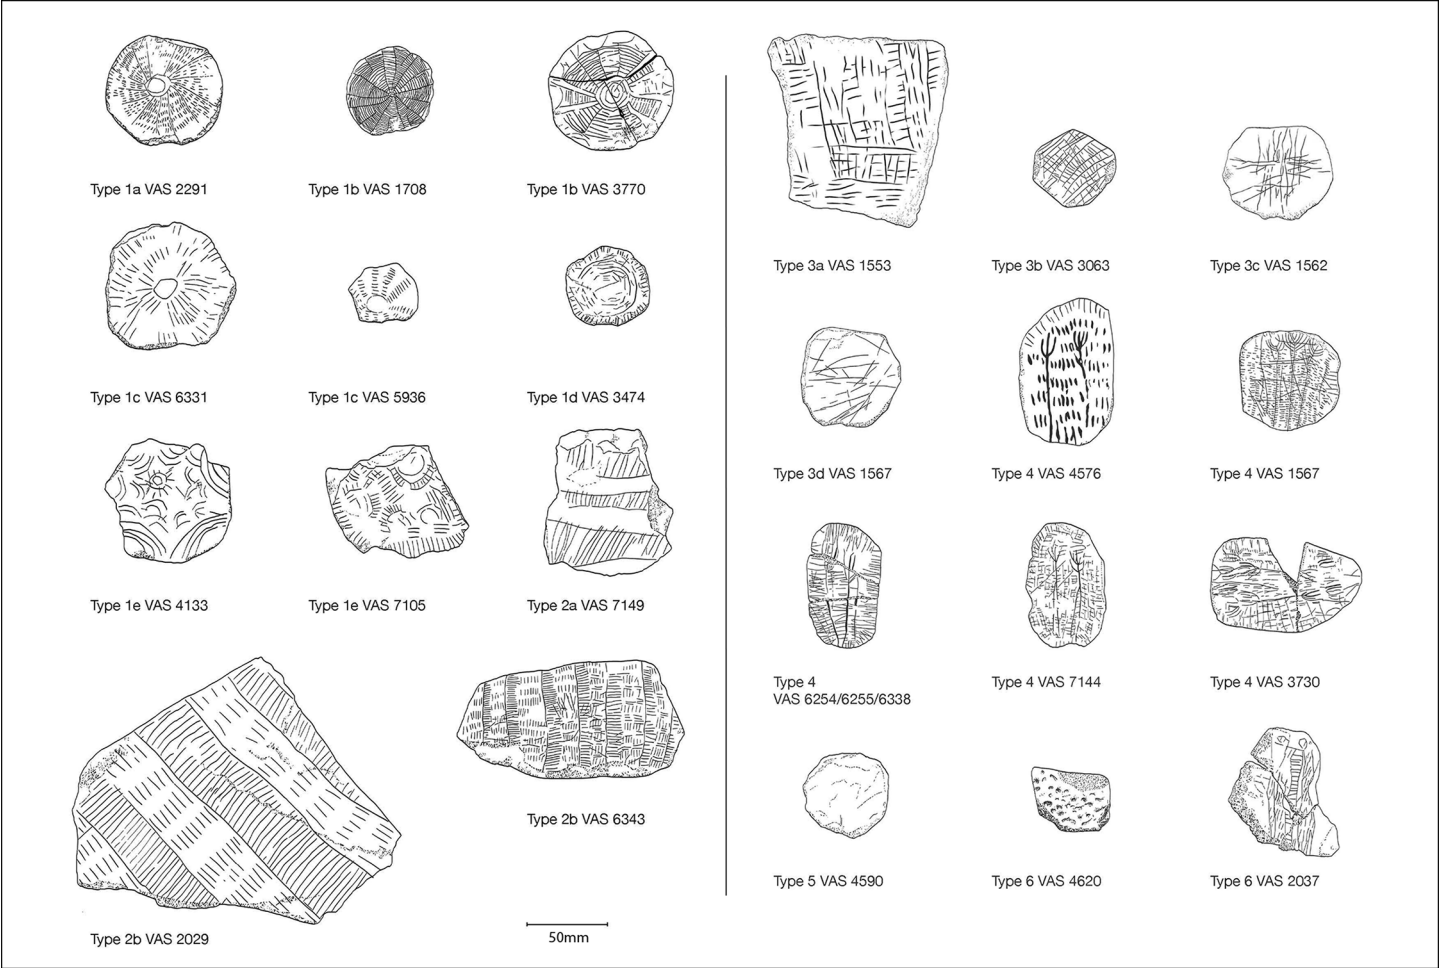 Type 1a VAS 2291
Type 1b VAS 1708
Type 1b VAS 3770
Type 1c VAS 6331
Type 1c VAS 5936
Type 1d VAS 3474
Type 1e VAS 4133
Type 1e VAS 7105
Type 2a VAS 7149
Type 2b VAS 6343
Type 2b VAS 2029
50mm
Type 3a VAS 1553
Type 3b VAS 3063
Type 3c VAS 1562
Type 3d VAS 1567
Type 4 VAS 4576
Type 4 VAS 1567
Type 4
VAS 6254/6255/6338
Type 4 VAS 7144
Type 4 VAS 3730
Type 5 VAS 4590
Type 6 VAS 4620
Type 6 VAS 2037